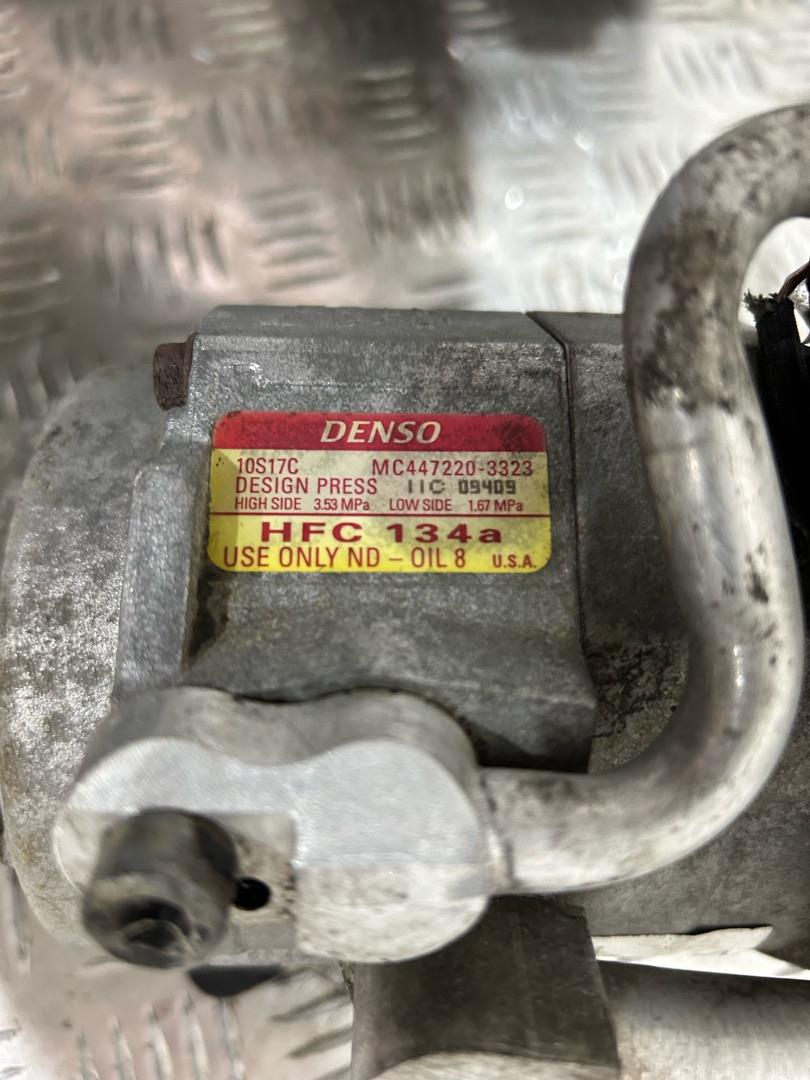 DENSO
10S17C MC447220-3323
DESIGN PRESS 11C 09409
HIGH SIDE 3.53 MPa LOW SIDE 1.67 MPa
HFC 134a
USE ONLY ND - OIL 8 U.S.A.